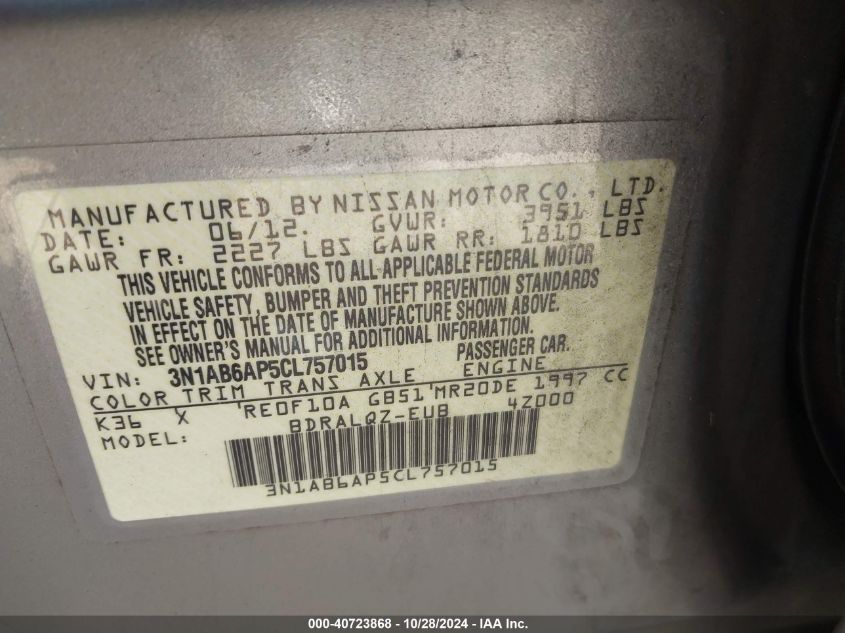 MANUFACTURED BY NISSAN MOTOR CO., LTD.
DATE: 06/12. GVWR: 3951 LBS
GAWR FR: 2227 LBS GAWR RR: 1810 LBS
THIS VEHICLE CONFORMS TO ALL APPLICABLE FEDERAL MOTOR
VEHICLE SAFETY, BUMPER AND THEFT PREVENTION STANDARDS
IN EFFECT ON THE DATE OF MANUFACTURE SHOWN ABOVE.
SEE OWNER'S MANUAL FOR ADDITIONAL INFORMATION.
VIN: 3N1AB6AP5CL757015 PASSENGER CAR.
COLOR TRIM TRANS AXLE ENGINE
K36 X RE0F10A GB51 MR20DE 1997 CC
MODEL: BDRALQZ-EUB 4Z000
3N1AB6AP5CL757015
000-40723868 - 10/28/2024 - IAA Inc.